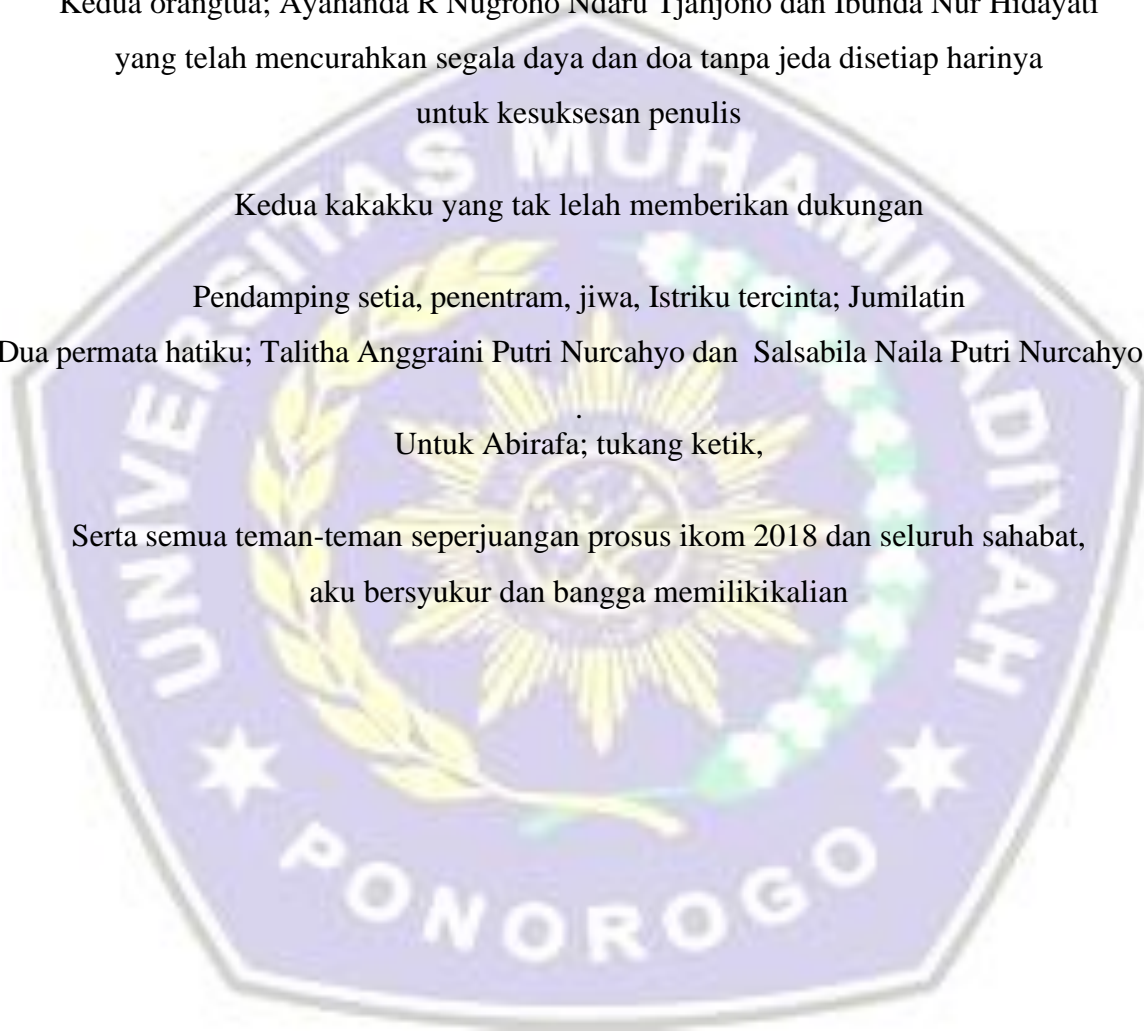 Kedua orangtua; Ayahanda R Nugroho Ndaru Tjahjono dan Ibunda Nur Hidayati
yang telah mencurahkan segala daya dan doa tanpa jeda disetiap harinya
untuk kesuksesan penulis
Kedua kakakku yang tak lelah memberikan dukungan
Pendamping setia, penentram, jiwa, Istriku tercinta; Jumilatin
Dua permata hatiku; Talitha Anggraini Putri Nurcahyo dan Salsabila Naila Putri Nurcahyo
.
Untuk Abirafa; tukang ketik,
Serta semua teman-teman seperjuangan prosus ikom 2018 dan seluruh sahabat,
aku bersyukur dan bangga memilikikalian
UNIVERSITAS MUHAMMADIYAH
PONOROGO